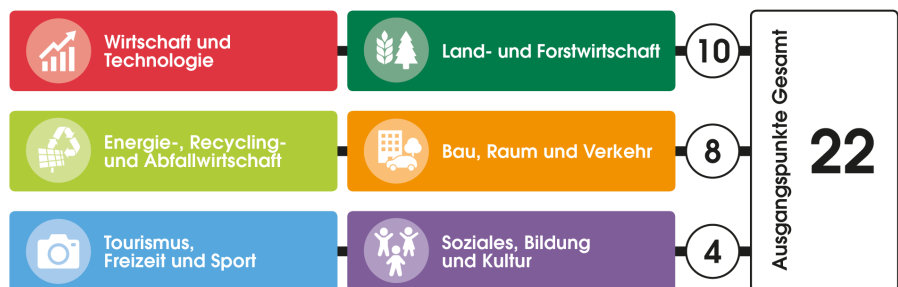 Wirtschaft und
Technologie
Land- und Forstwirtschaft
10
Energie-, Recycling-
und Abfallwirtschaft
Bau, Raum und Verkehr
8
Tourismus,
Freizeit und Sport
Soziales, Bildung
und Kultur
4
Ausgangspunkte Gesamt
22